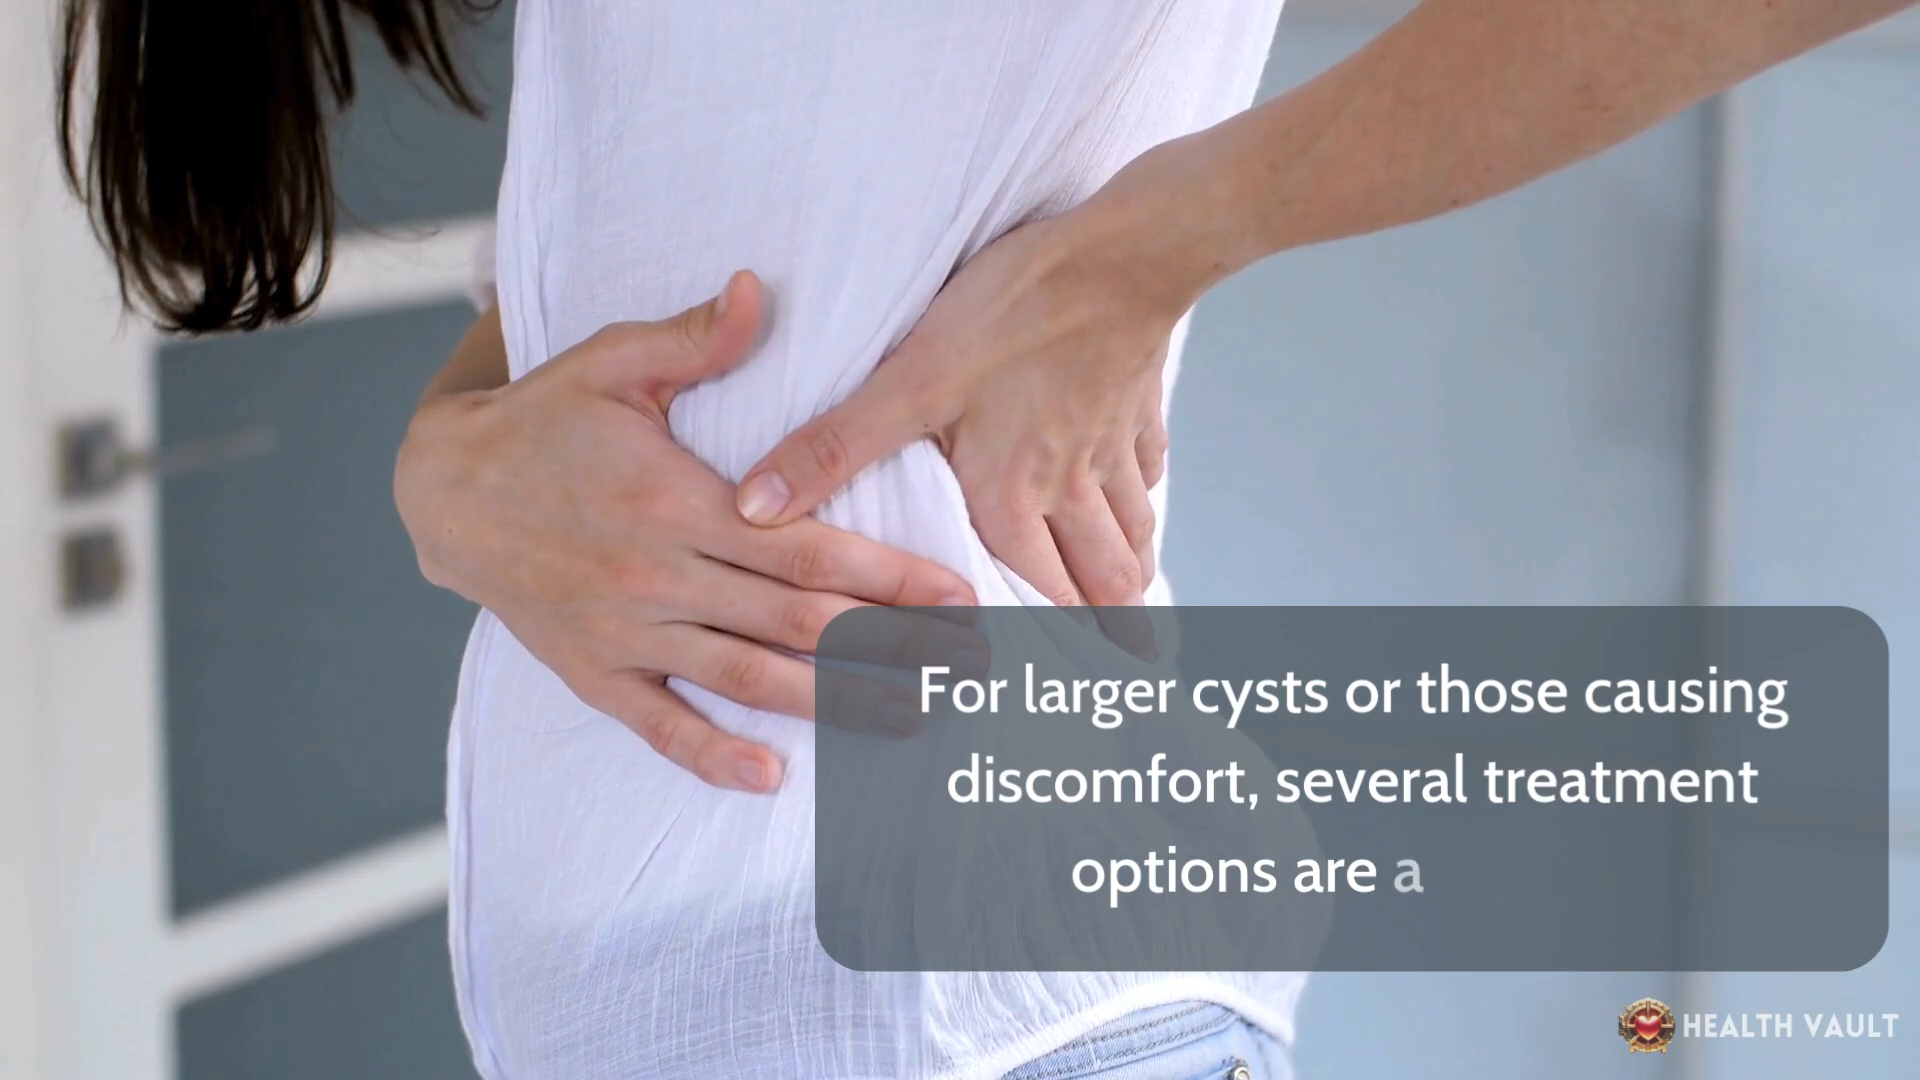 For larger cysts or those causing
discomfort, several treatment
options are a
HEALTH VAULT